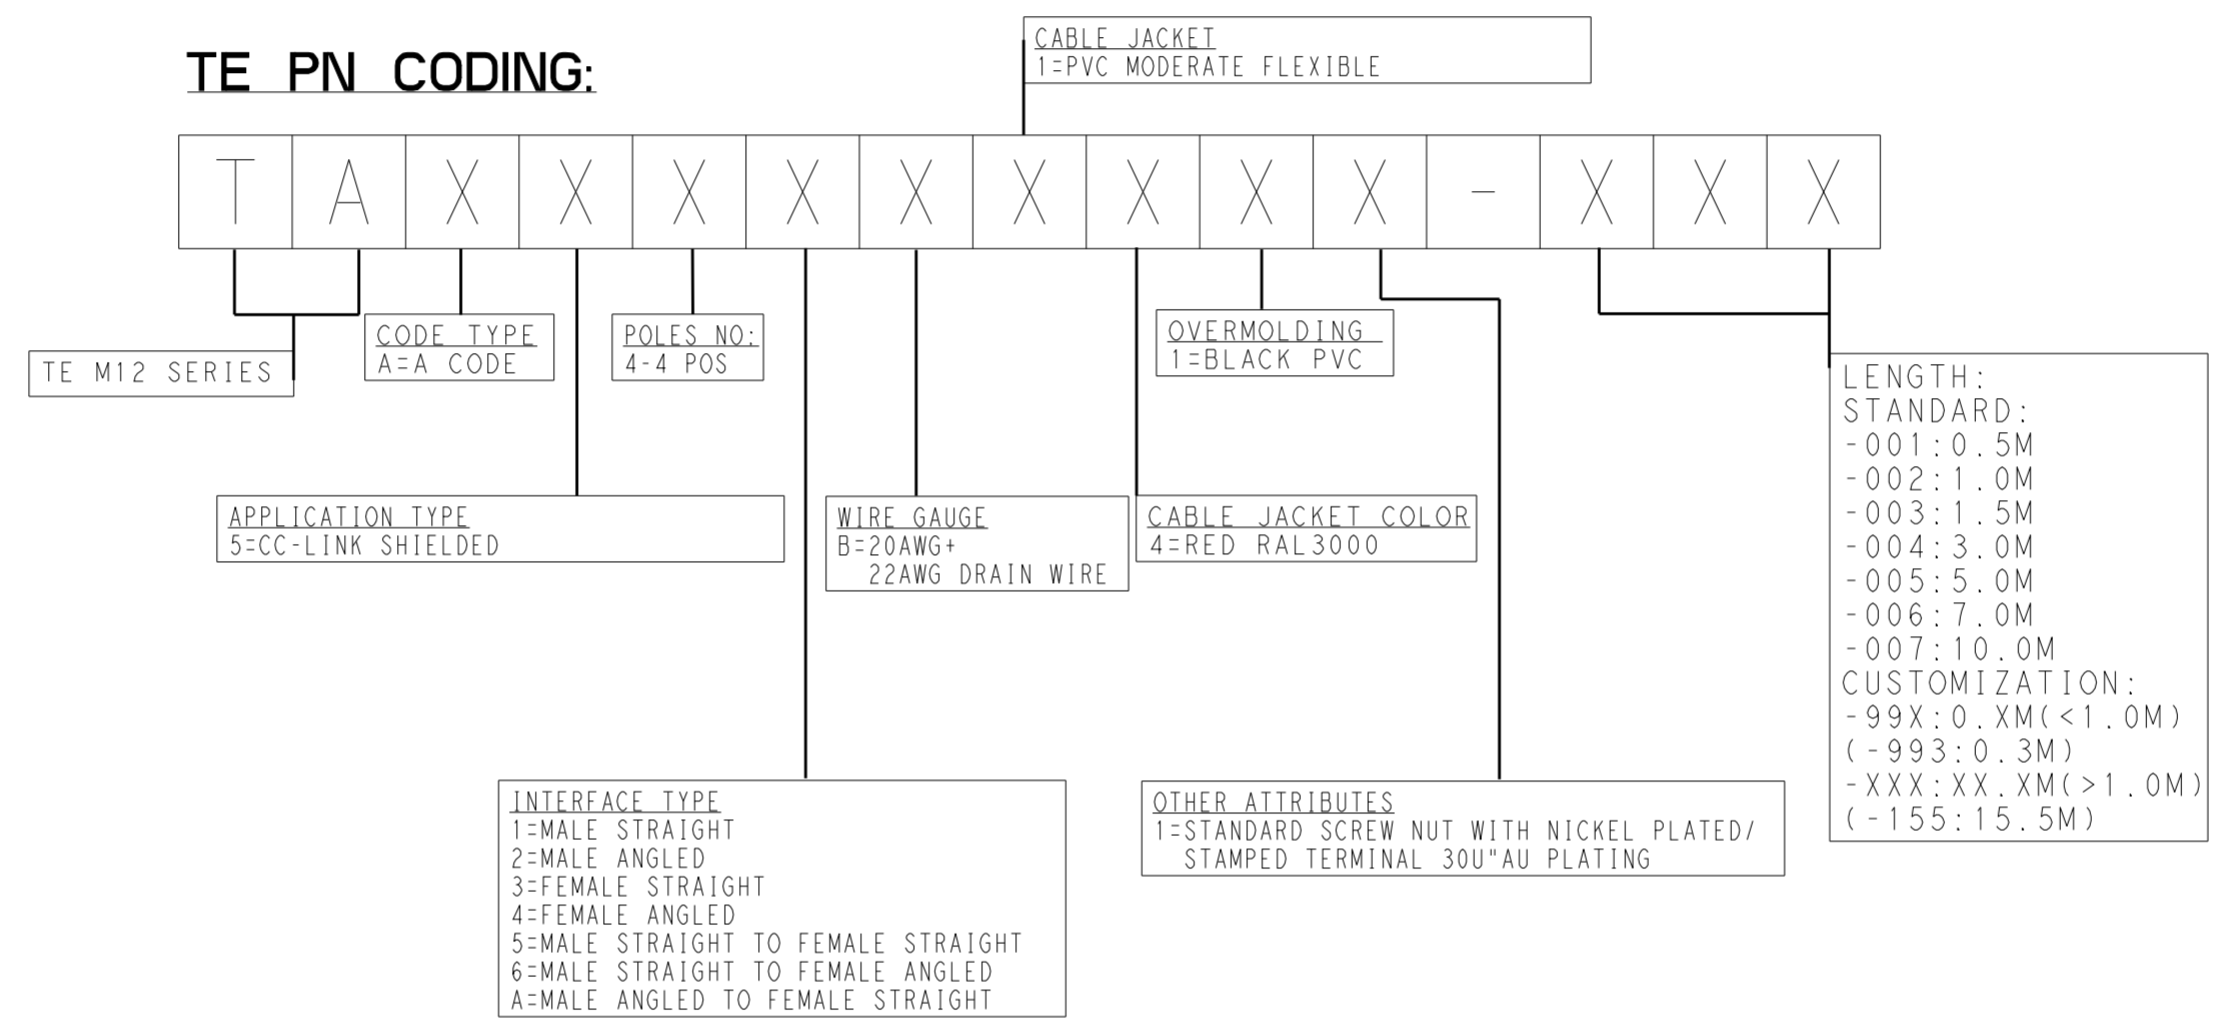 TE PN CODING:
CABLE JACKET
1=PVC MODERATE FLEXIBLE
T A X X X X X X X X X - X X X
TE M12 SERIES
CODE TYPE
A=A CODE
POLES NO:
4-4 POS
OVERMOLDING
1=BLACK PVC
APPLICATION TYPE
5=CC-LINK SHIELDED
WIRE GAUGE
B=20AWG+
22AWG DRAIN WIRE
CABLE JACKET COLOR
4=RED RAL3000
LENGTH:
STANDARD:
-001:0.5M
-002:1.0M
-003:1.5M
-004:3.0M
-005:5.0M
-006:7.0M
-007:10.0M
CUSTOMIZATION:
-99X:0.XM(<1.0M)
(-993:0.3M)
-XXX:XX.XM(>1.0M)
(-155:15.5M)
INTERFACE TYPE
1=MALE STRAIGHT
2=MALE ANGLED
3=FEMALE STRAIGHT
4=FEMALE ANGLED
5=MALE STRAIGHT TO FEMALE STRAIGHT
6=MALE STRAIGHT TO FEMALE ANGLED
A=MALE ANGLED TO FEMALE STRAIGHT
OTHER ATTRIBUTES
1=STANDARD SCREW NUT WITH NICKEL PLATED/
STAMPED TERMINAL 30U"AU PLATING